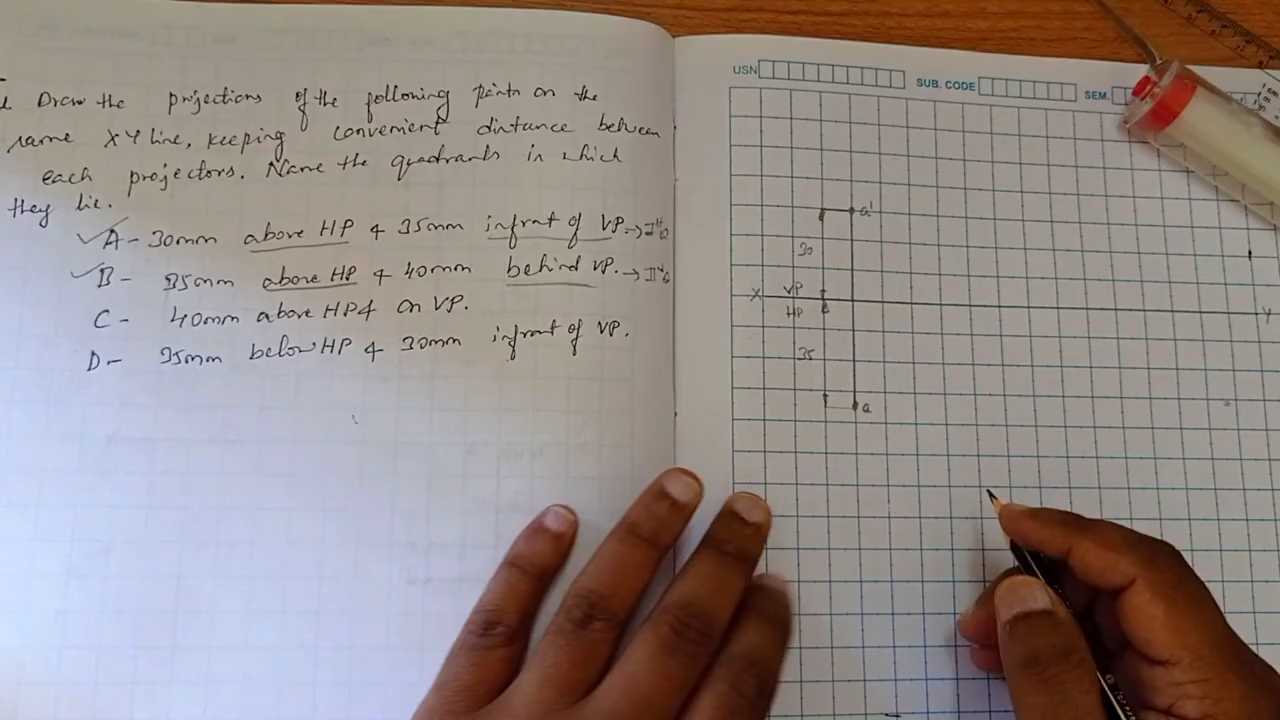 Draw the projections of the following points on the
same XY line, keeping convenient distance between
each projectors. Name the quadrants in which
they lie.
A - 30mm above HP & 35mm infront of VP. → Ist Q
B - 35mm above HP & 40mm behind VP. → IInd Q
C - 40mm above HP & on VP.
D - 35mm below HP & 30mm infront of VP.
USN
SUB. CODE
SEM.
a'
30
X VP Y
HP
35
a